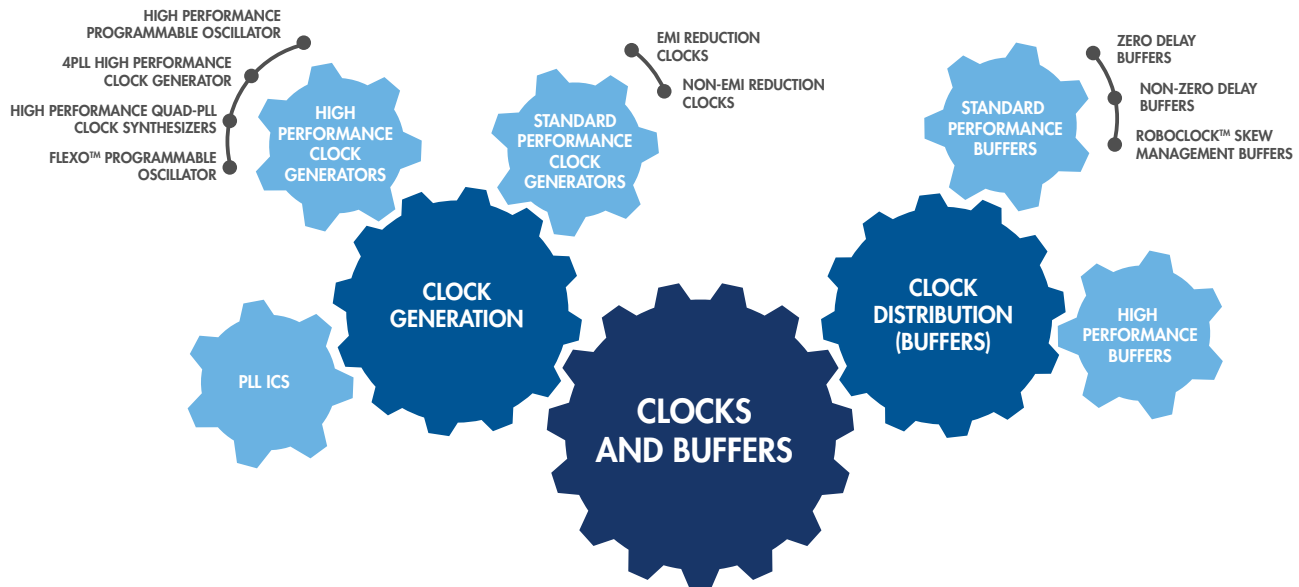 HIGH PERFORMANCE
PROGRAMMABLE OSCILLATOR
4PLL HIGH PERFORMANCE
CLOCK GENERATOR
HIGH PERFORMANCE QUAD-PLL
CLOCK SYNTHESIZERS
FLEXO™ PROGRAMMABLE
OSCILLATOR
HIGH
PERFORMANCE
CLOCK
GENERATORS
EMI REDUCTION
CLOCKS
NON-EMI REDUCTION
CLOCKS
STANDARD
PERFORMANCE
CLOCK
GENERATORS
ZERO DELAY
BUFFERS
NON-ZERO DELAY
BUFFERS
ROBOCLOCK™ SKEW
MANAGEMENT BUFFERS
STANDARD
PERFORMANCE
BUFFERS
CLOCK
GENERATION
CLOCK
DISTRIBUTION
(BUFFERS)
HIGH
PERFORMANCE
BUFFERS
PLL ICS
CLOCKS
AND BUFFERS